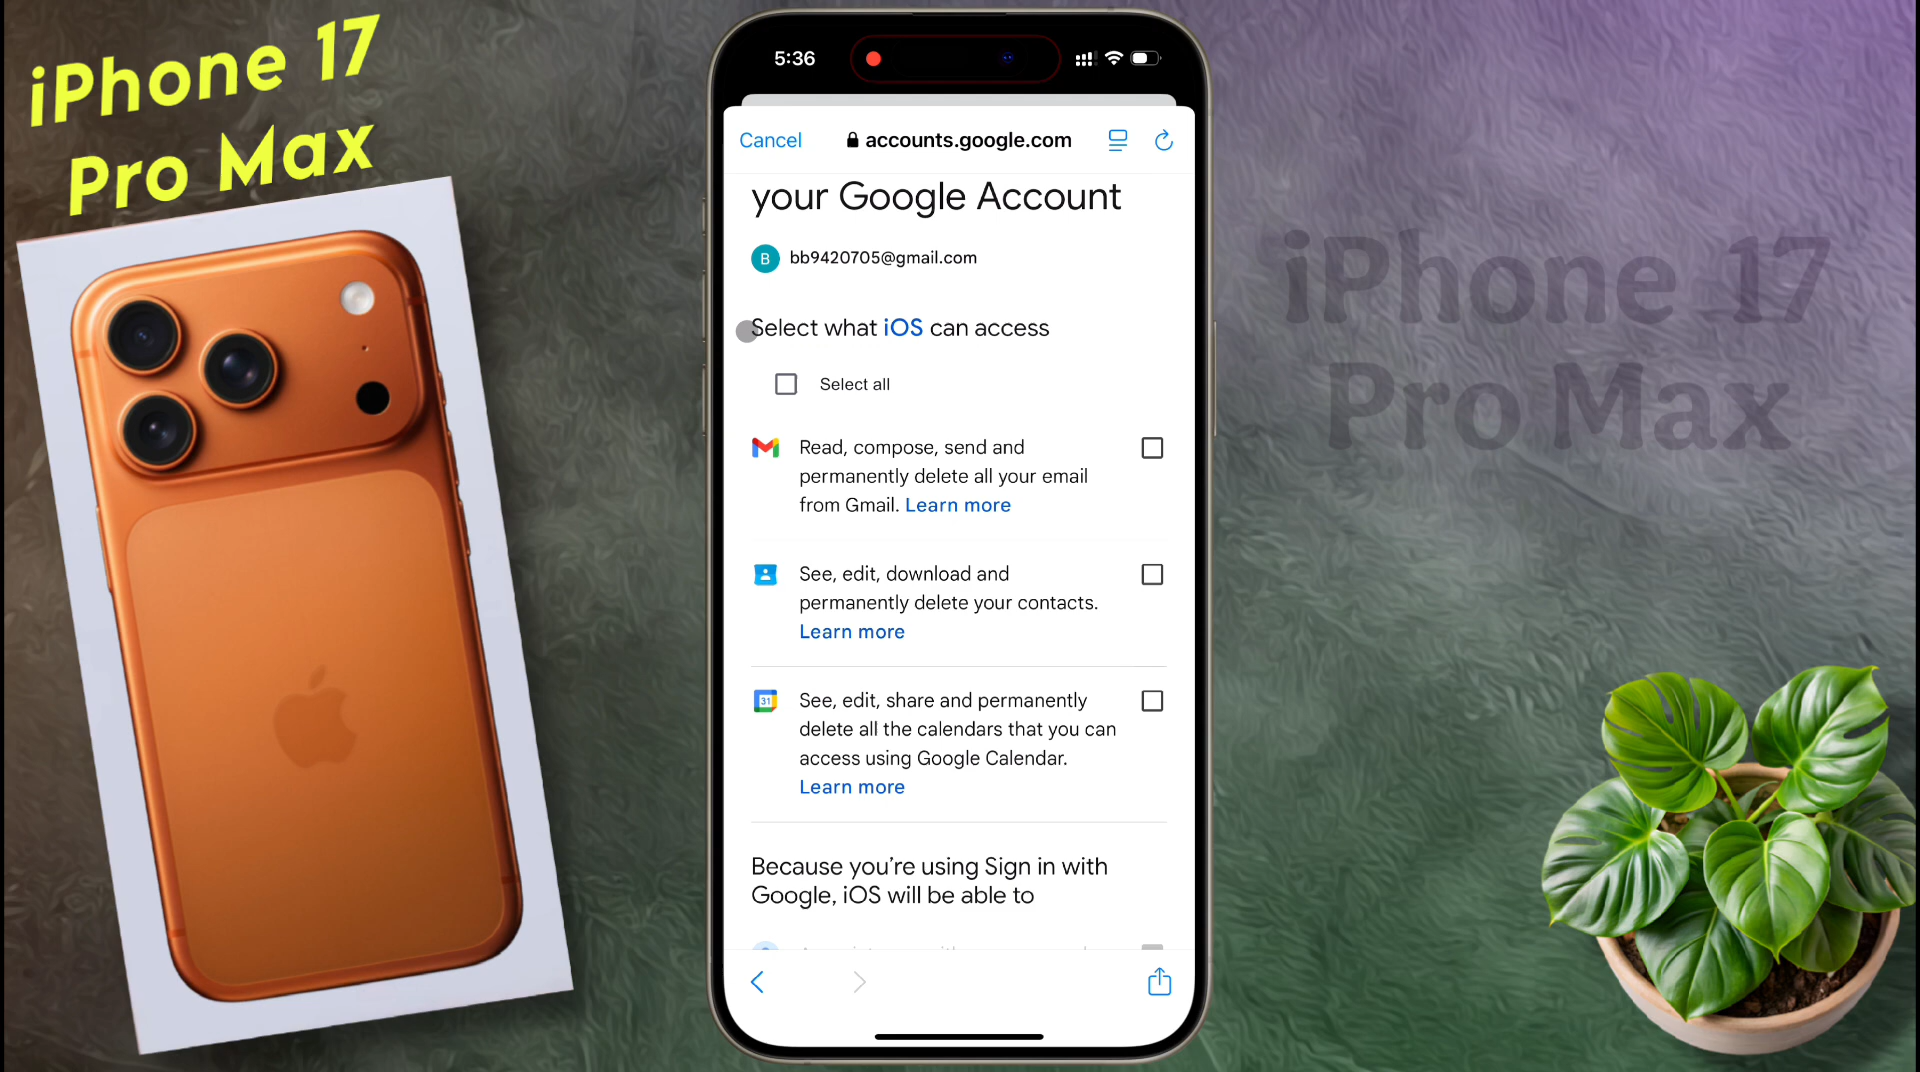 iPhone 17
Pro Max
5:36
Cancel
accounts.google.com
your Google Account
B
bb9420705@gmail.com
Select what iOS can access
Select all
Read, compose, send and
permanently delete all your email
from Gmail. Learn more
See, edit, download and
permanently delete your contacts.
Learn more
31
See, edit, share and permanently
delete all the calendars that you can
access using Google Calendar.
Learn more
Because you’re using Sign in with
Google, iOS will be able to
iPhone 17
Pro Max